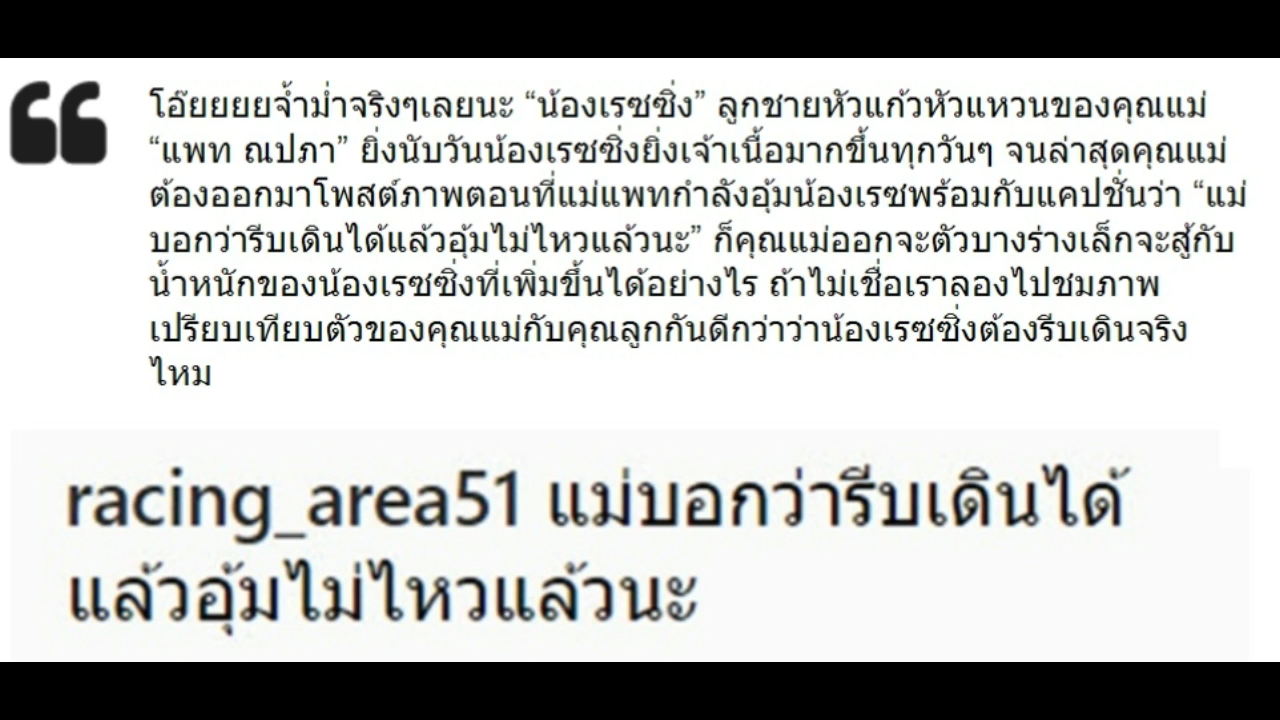 โอ๊ยยยยจ้ำม่ำจริงๆเลยนะ “น้องเรซซิ่ง” ลูกชายหัวแก้วหัวแหวนของคุณแม่
“แพท ณปภา” ยิ่งนับวันน้องเรซซิ่งยิ่งเจ้าเนื้อมากขึ้นทุกวันๆ จนล่าสุดคุณแม่
ต้องออกมาโพสต์ภาพตอนที่แม่แพทกำลังอุ้มน้องเรซพร้อมกับแคปชั่นว่า “แม่
บอกว่ารีบเดินได้แล้วอุ้มไม่ไหวแล้วนะ” ก็คุณแม่ออกจะตัวบางร่างเล็กจะสู้กับ
น้ำหนักของน้องเรซซิ่งที่เพิ่มขึ้นได้อย่างไร ถ้าไม่เชื่อเราลองไปชมภาพ
เปรียบเทียบตัวของคุณแม่กับคุณลูกกันดีกว่าว่าน้องเรซซิ่งต้องรีบเดินจริง
ไหม
racing_area51 แม่บอกว่ารีบเดินได้
แล้วอุ้มไม่ไหวแล้วนะ